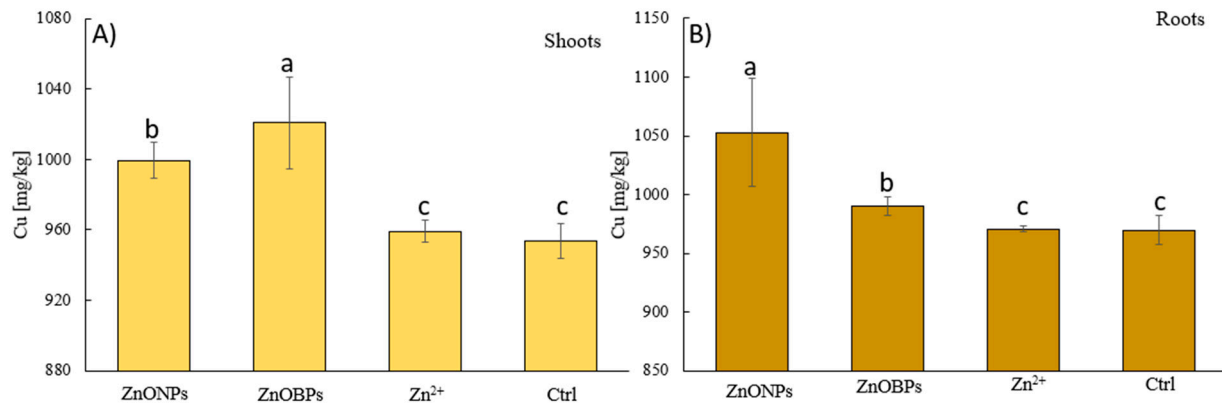 A)
Shoots
Cu [mg/kg]
1080
1040
1000
960
920
880
b
a
c
c
ZnONPs
ZnOBPs
Zn²⁺
Ctrl
B)
Roots
Cu [mg/kg]
1150
1100
1050
1000
950
900
850
a
b
c
c
ZnONPs
ZnOBPs
Zn²⁺
Ctrl